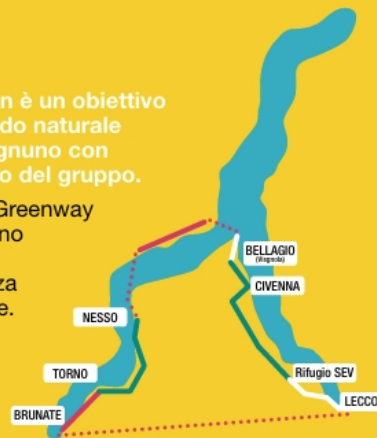 n è un obiettivo
do naturale
gnuno con
o del gruppo.
Greenway
no
za
e.
BELLAGIO
CIVENNA
NESSO
TORNO
Rifugio SEV
LECCO
BRUNATE